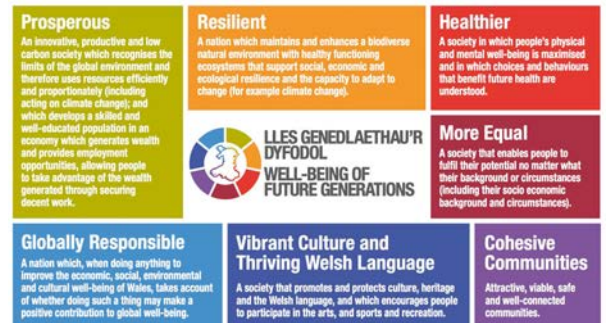 Prosperous
An innovative, productive and low
carbon society which recognises the
limits of the global environment and
therefore uses resources efficiently
and proportionately (including
acting on climate change); and
which develops a skilled and
well-educated population in an
economy which generates wealth
and provides employment
opportunities, allowing people
to take advantage of the wealth
generated through securing
decent work.
Resilient
A nation which maintains and enhances a biodiverse
natural environment with healthy functioning
ecosystems that support social, economic and
ecological resilience and the capacity to adapt to
change (for example climate change).
Healthier
A society in which people's physical
and mental well-being is maximised
and in which choices and behaviours
that benefit future health are
understood.
LLES GENEDLAETHAU'R
DYFODOL
WELL-BEING OF
FUTURE GENERATIONS
More Equal
A society that enables people to
fulfil their potential no matter what
their background or circumstances
(including their socio economic
background and circumstances).
Globally Responsible
A nation which, when doing anything to
improve the economic, social, environmental
and cultural well-being of Wales, takes account
of whether doing such a thing may make a
positive contribution to global well-being.
Vibrant Culture and
Thriving Welsh Language
A society that promotes and protects culture, heritage
and the Welsh language, and which encourages people
to participate in the arts, and sports and recreation.
Cohesive
Communities
Attractive, viable, safe
and well-connected
communities.